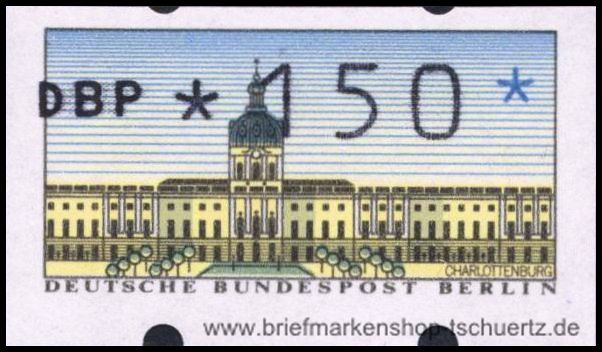 DBP *150 *
CHARLOTTENBURG
DEUTSCHE BUNDESPOST BERLIN
www.briefmarkenshop-tschuertz.de